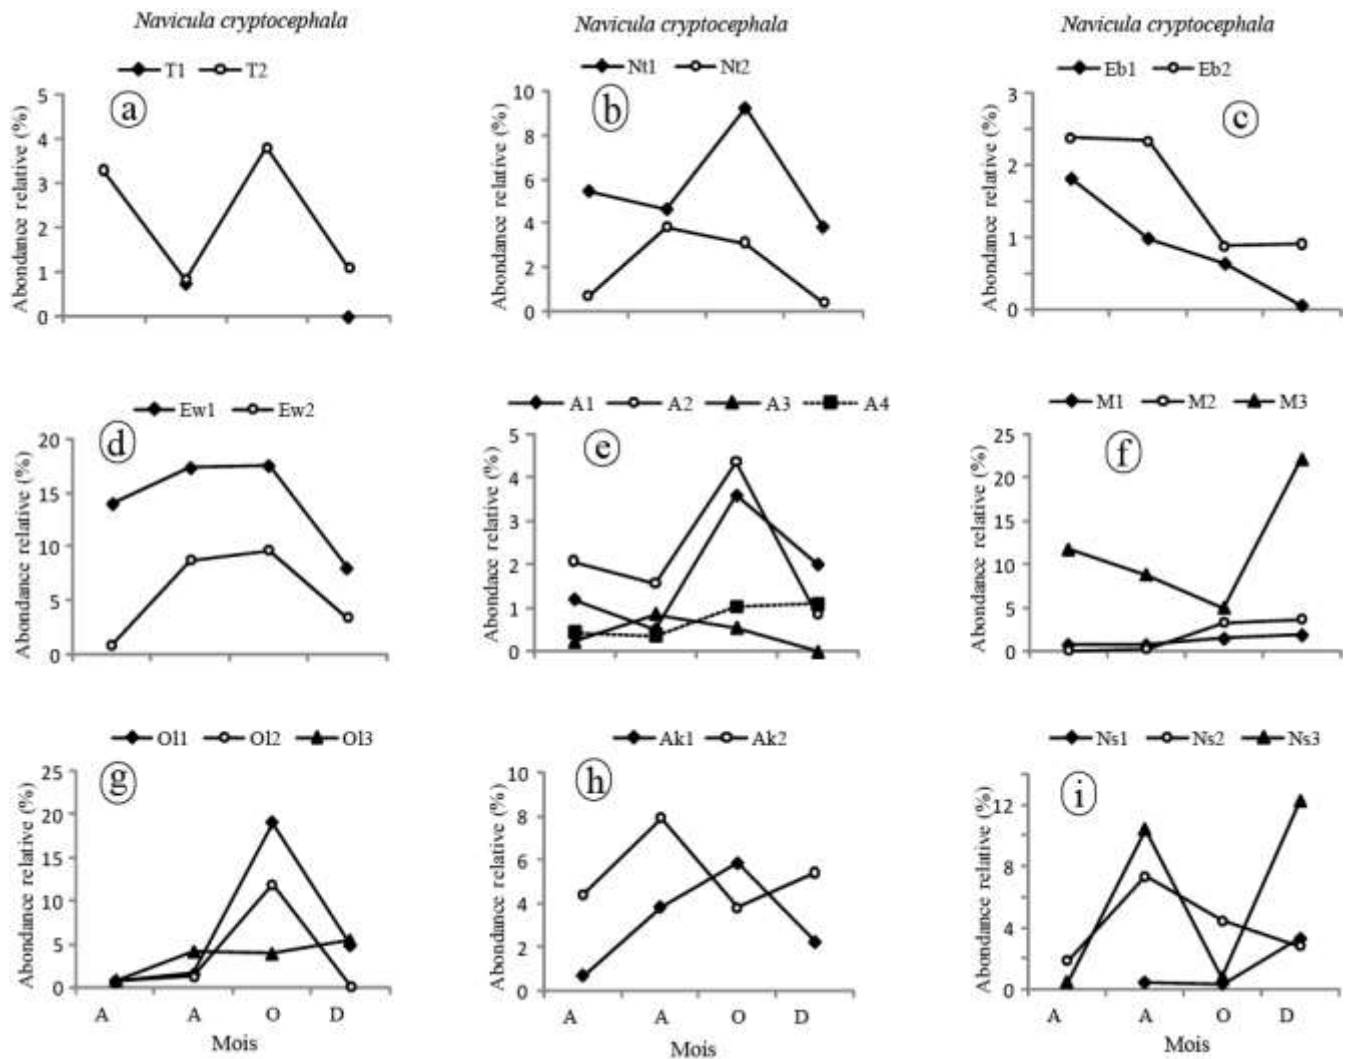 Navicula cryptocephala
T1 T2
a
Abondance relative (%)
5
4
3
2
1
0
Navicula cryptocephala
Nt1 Nt2
b
Abondance relative (%)
10
8
6
4
2
0
Navicula cryptocephala
Eb1 Eb2
c
Abondance relative (%)
3
2
1
0
Ew1 Ew2
d
Abondance relative (%)
20
15
10
5
0
A1 A2 A3 A4
e
Abondace relative (%)
5
4
3
2
1
0
M1 M2 M3
f
Abondance relative (%)
25
20
15
10
5
0
Ol1 Ol2 Ol3
g
Abondance relative (%)
25
20
15
10
5
0
A A O D
Mois
Ak1 Ak2
h
Abondance relative (%)
10
8
6
4
2
0
A A O D
Mois
Ns1 Ns2 Ns3
i
Abondance relative (%)
12
8
4
0
A A O D
Mois